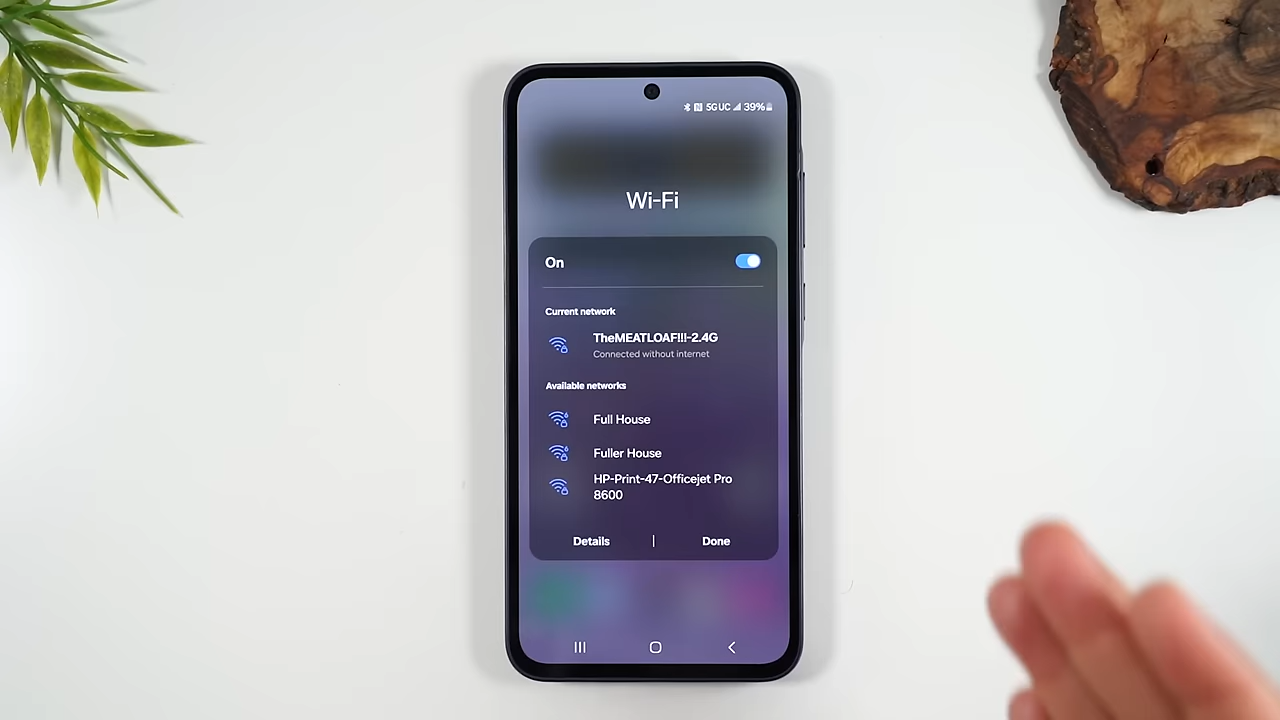 5G UC 39%
Wi-Fi
On
Current network
TheMEATLOAF!!!-2.4G
Connected without internet
Available networks
Full House
Fuller House
HP-Print-47-Officejet Pro
8600
Details | Done